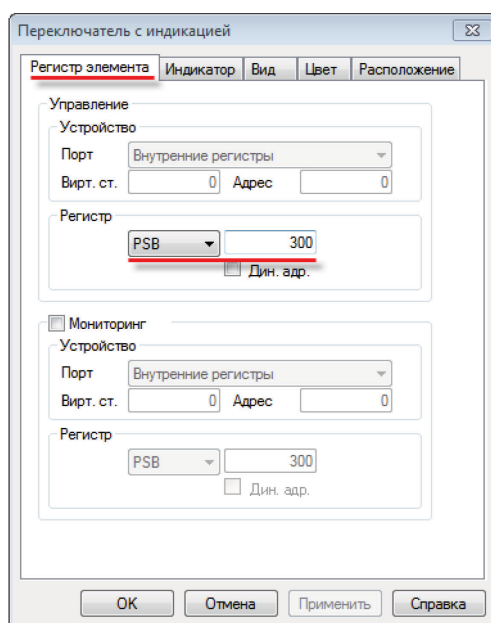 Переключатель с индикацией
Регистр элемента Индикатор Вид Цвет Расположение
Управление
Устройство
Порт Внутренние регистры
Вирт. ст. 0 Адрес 0
Регистр
PSB 300
Дин. адр.
Мониторинг
Устройство
Порт Внутренние регистры
Вирт. ст. 0 Адрес 0
Регистр
PSB 300
Дин. адр.
OK Отмена Применить Справка